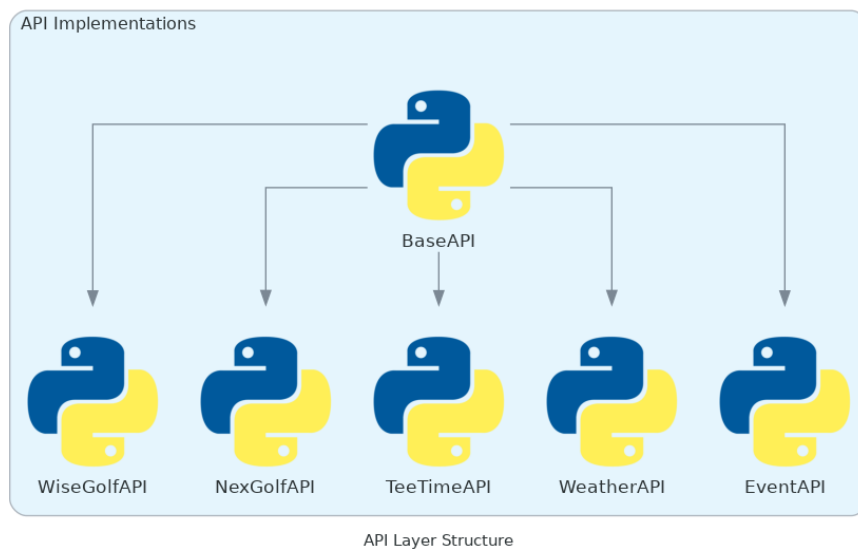 API Implementations
BaseAPI
WiseGolfAPI
NexGolfAPI
TeeTimeAPI
WeatherAPI
EventAPI
API Layer Structure